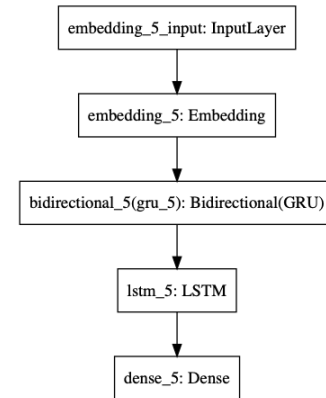 embedding_5_input: InputLayer
embedding_5: Embedding
bidirectional_5(gru_5): Bidirectional(GRU)
lstm_5: LSTM
dense_5: Dense